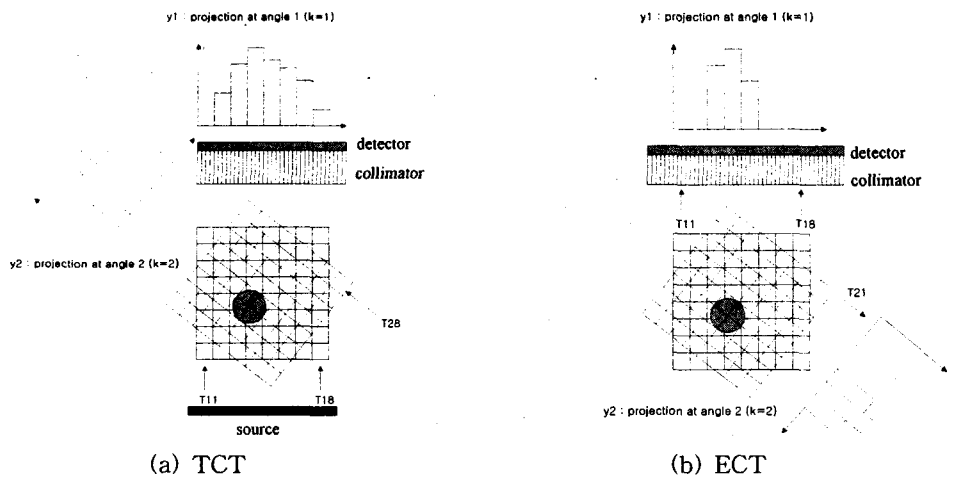 y1 : projection at angle 1 (k=1)
detector
collimator
y2 : projection at angle 2 (k=2)
T28
T11
T18
source
(a) TCT
y1 : projection at angle 1 (k=1)
detector
collimator
T11
T18
T21
y2 : projection at angle 2 (k=2)
(b) ECT